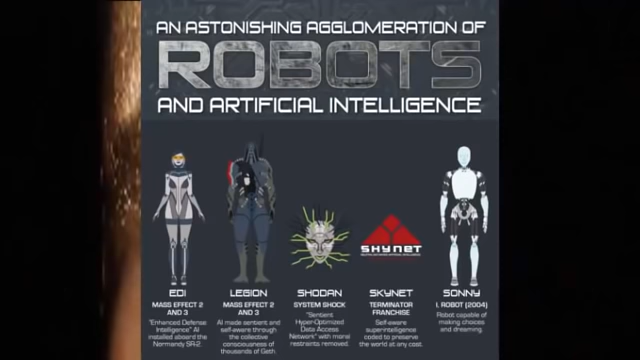 AN ASTONISHING AGGLOMERATION OF
ROBOTS
AND ARTIFICIAL INTELLIGENCE
SKYNET
EDI
MASS EFFECT 2
AND 3
"Enhanced Defense
Intelligence" AI
installed aboard the
Normandy SR-2.
LEGION
MASS EFFECT 2
AND 3
AI made sentient and
self-aware through the
collective
consciousness of
thousands of Geth.
SHODAN
SYSTEM SHOCK
"Sentient
Hyper-Optimized
Data Access
Network" with moral
restraints removed.
SKYNET
TERMINATOR
FRANCHISE
Self-aware
superintelligence
coded to preserve
the world at any cost.
SONNY
I, ROBOT (2004)
Robot capable of
making choices
and dreaming.